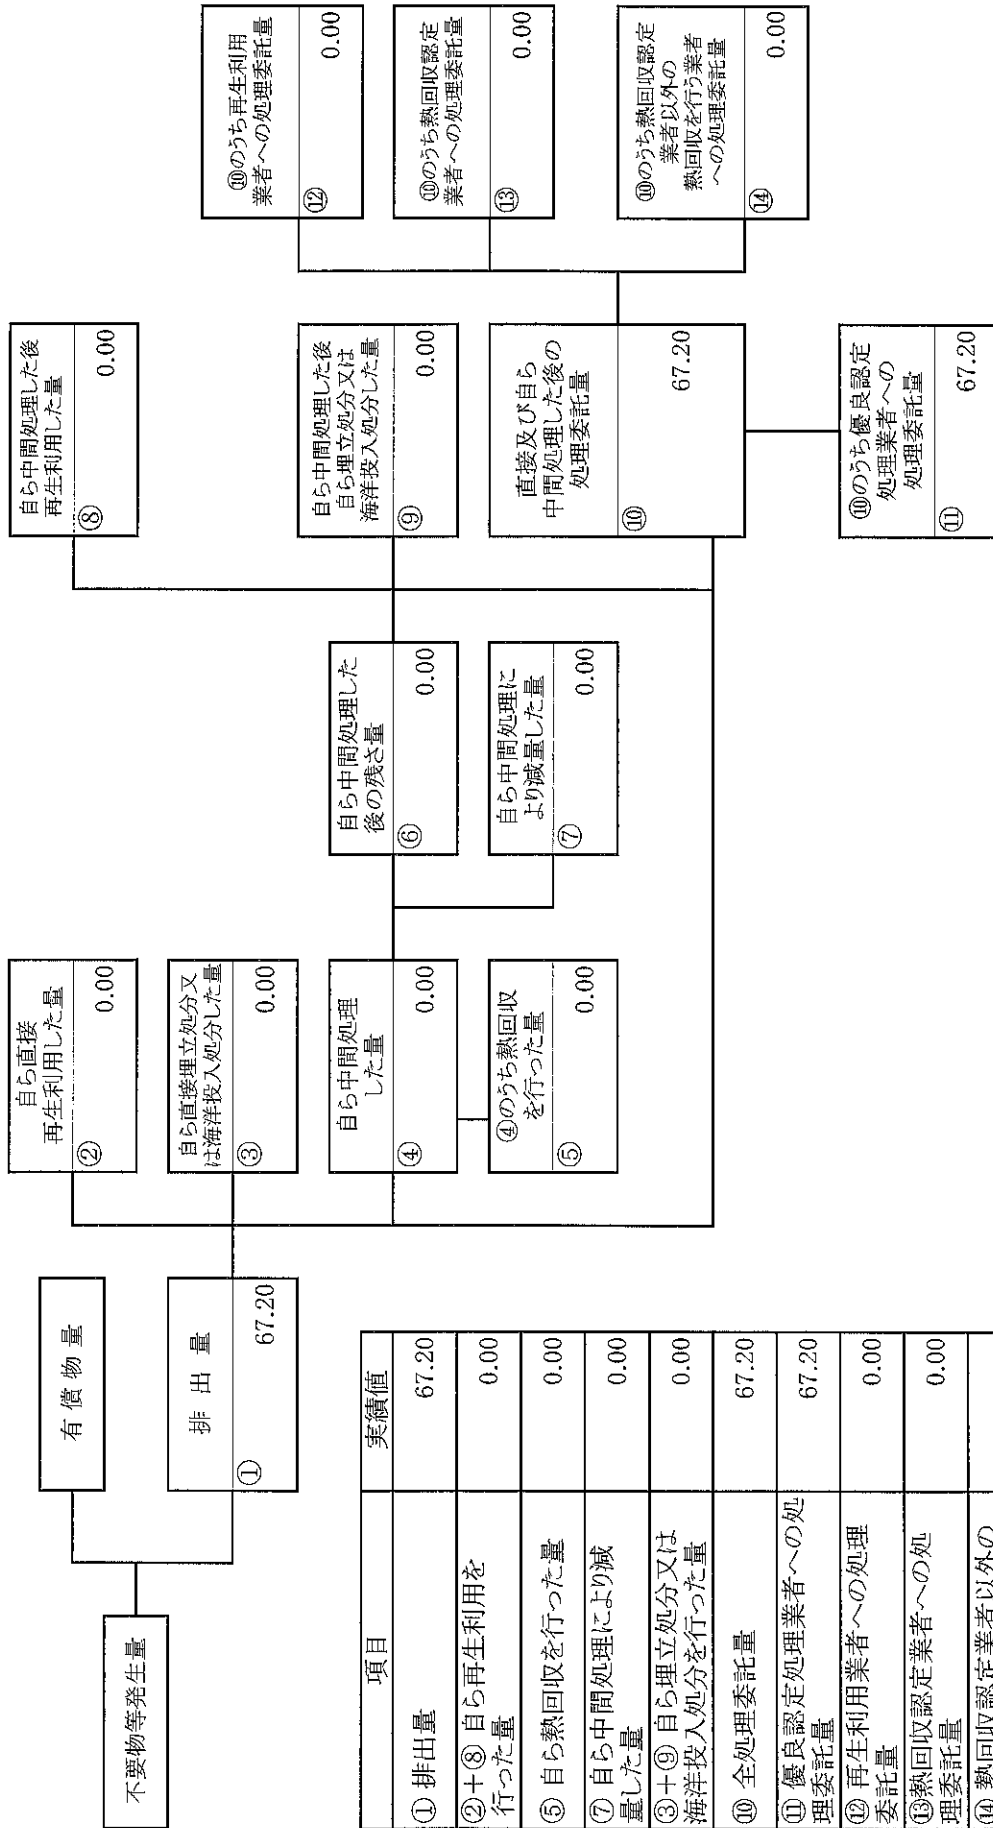 不要物等発生量
有償物量
排出量
① 67.20
自ら直接
再生利用した量
② 0.00
自ら直接埋立処分又
は海洋投入処分した量
③ 0.00
自ら中間処理
した量
④ 0.00
④のうち熱回収
を行った量
⑤ 0.00
自ら中間処理した
後の残さ量
⑥ 0.00
自ら中間処理に
より減量した量
⑦ 0.00
自ら中間処理した後
再生利用した量
⑧ 0.00
自ら中間処理した後
自ら埋立処分又は
海洋投入処分した量
⑨ 0.00
直接及び自ら
中間処理した後の
処理委託量
⑩ 67.20
⑩のうち優良認定
処理業者への
処理委託量
⑪ 67.20
⑩のうち再生利用
業者への処理委託量
⑫ 0.00
⑩のうち熱回収認定
業者への処理委託量
⑬ 0.00
⑩のうち熱回収認定
業者以外の
熱回収を行う業者
への処理委託量
⑭ 0.00
項目 実績値
① 排出量 67.20
②+⑧ 自ら再生利用を
行った量 0.00
⑤ 自ら熱回収を行った量 0.00
⑦ 自ら中間処理により減
量した量 0.00
③+⑨ 自ら埋立処分又は
海洋投入処分を行った量 0.00
⑩ 全処理委託量 67.20
⑪ 優良認定処理業者への処
理委託量 67.20
⑫ 再生利用業者への処理
委託量 0.00
⑬熱回収認定業者への処
理委託量 0.00
⑭ 熱回収認定業者以外の